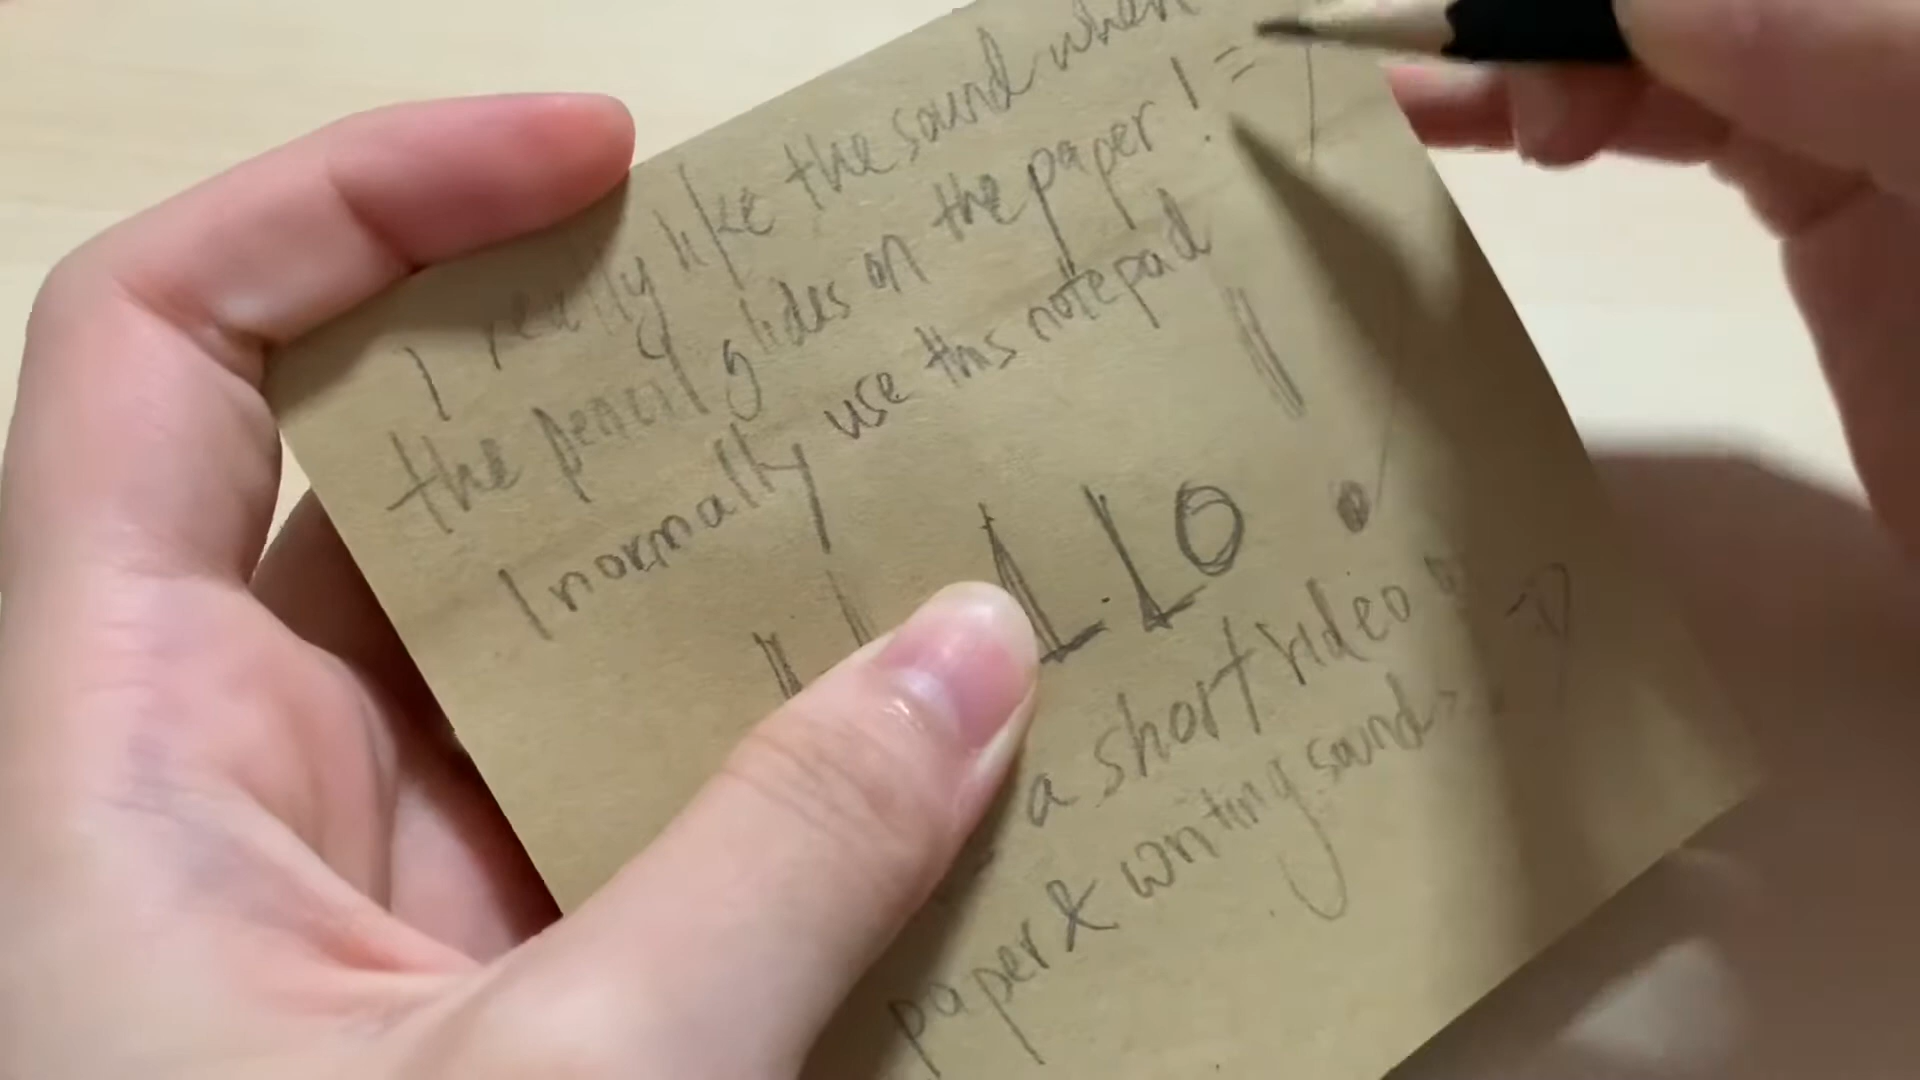 I really like the sound when
the pencil glides on the paper! =)
I normally use this notepad
LLO !
a short video
:D
paper & writing sounds.